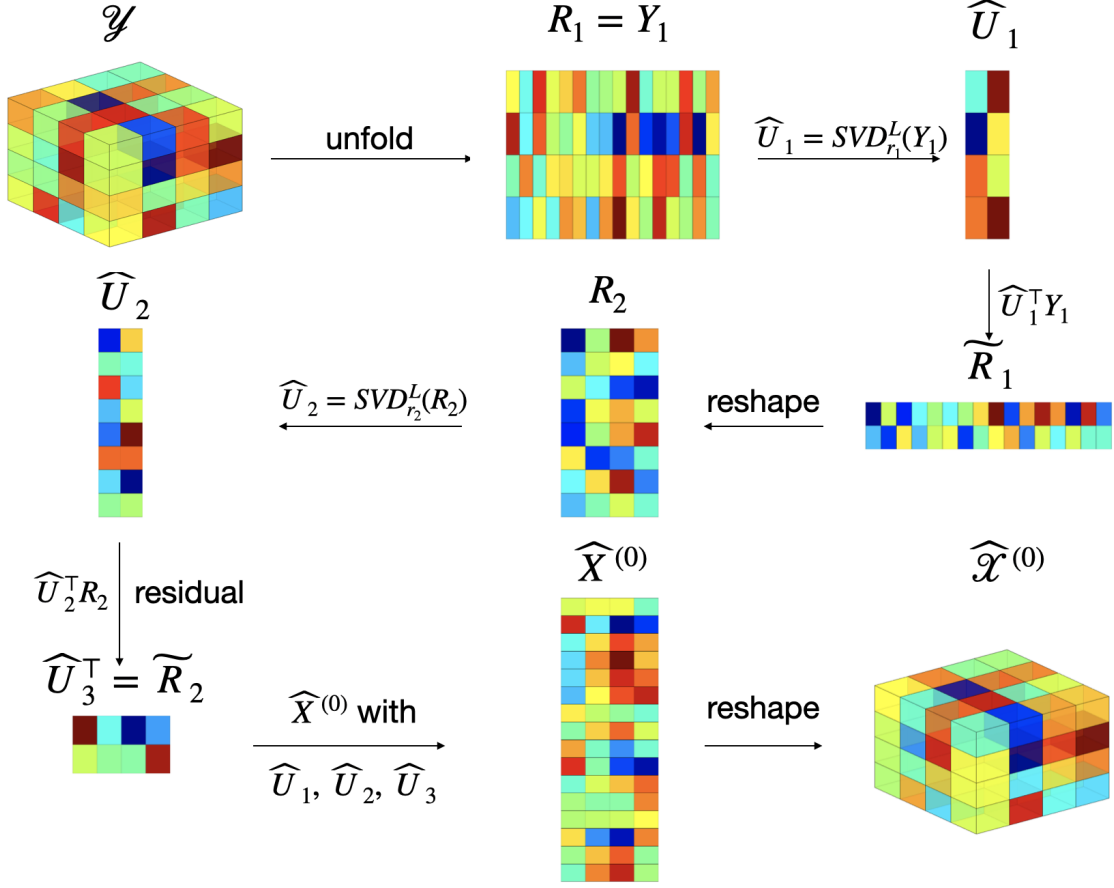 𝒴
R₁ = Y₁
Û₁
unfold
Û₁ = SVD^L_{r₁}(Y₁)
Û₁^⊤ Y₁
R̃₁
Û₂
R₂
Û₂ = SVD^L_{r₂}(R₂)
reshape
Û₂^⊤ R₂
residual
Û₃^⊤ = R̃₂
X̂⁽⁰⁾ with
Û₁, Û₂, Û₃
X̂⁽⁰⁾
reshape
𝒳̂⁽⁰⁾